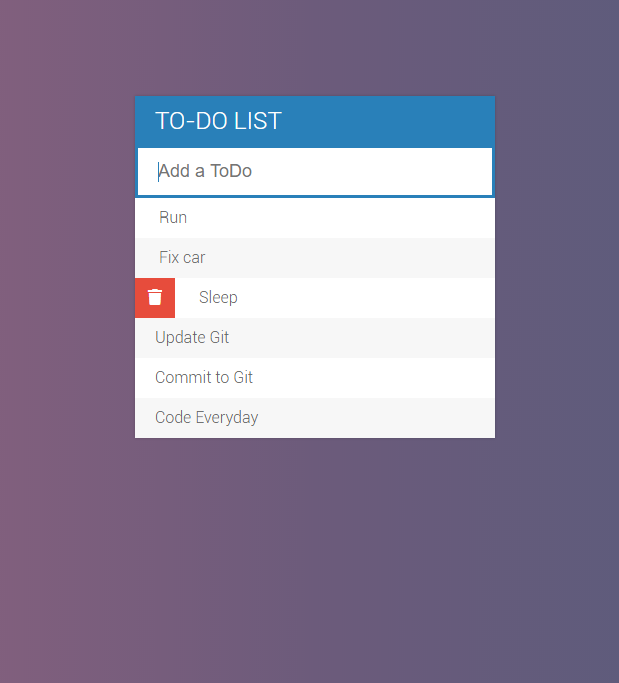 TO-DO LIST
Add a ToDo
Run
Fix car
Sleep
Update Git
Commit to Git
Code Everyday